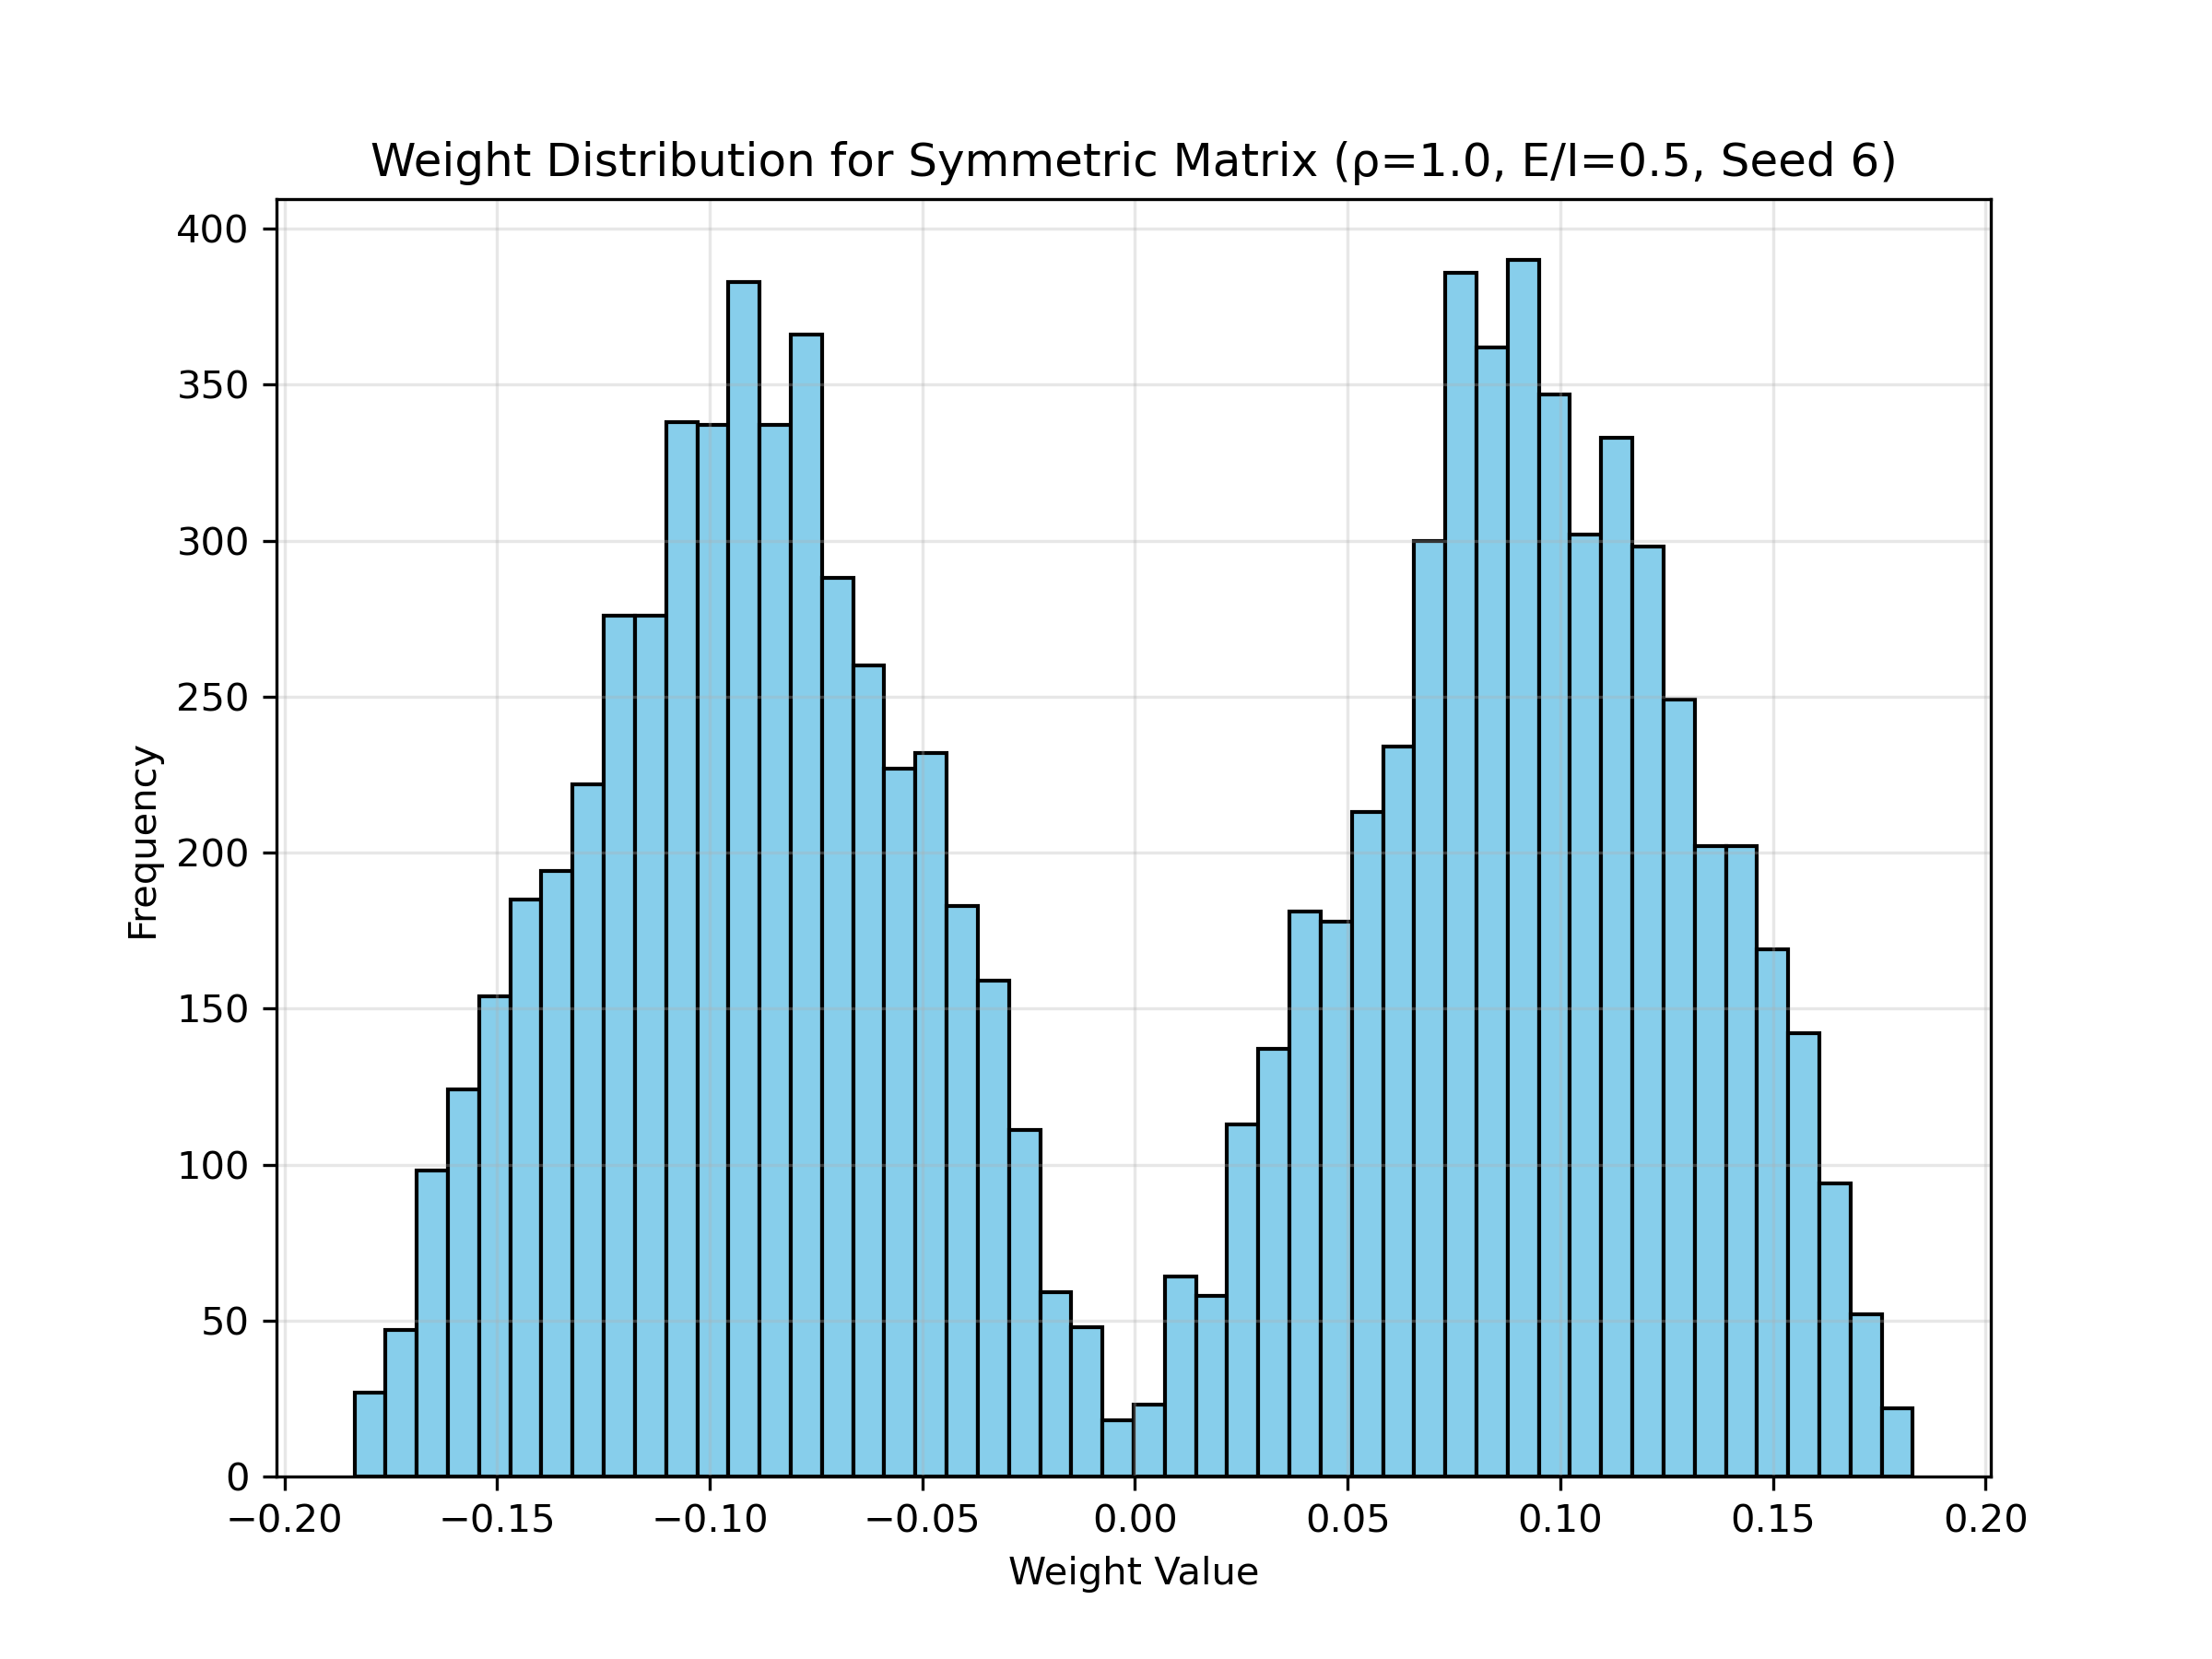 Weight Distribution for Symmetric Matrix (ρ=1.0, E/I=0.5, Seed 6)
400
350
300
250
200
150
100
50
0
Frequency
−0.20 −0.15 −0.10 −0.05 0.00 0.05 0.10 0.15 0.20
Weight Value